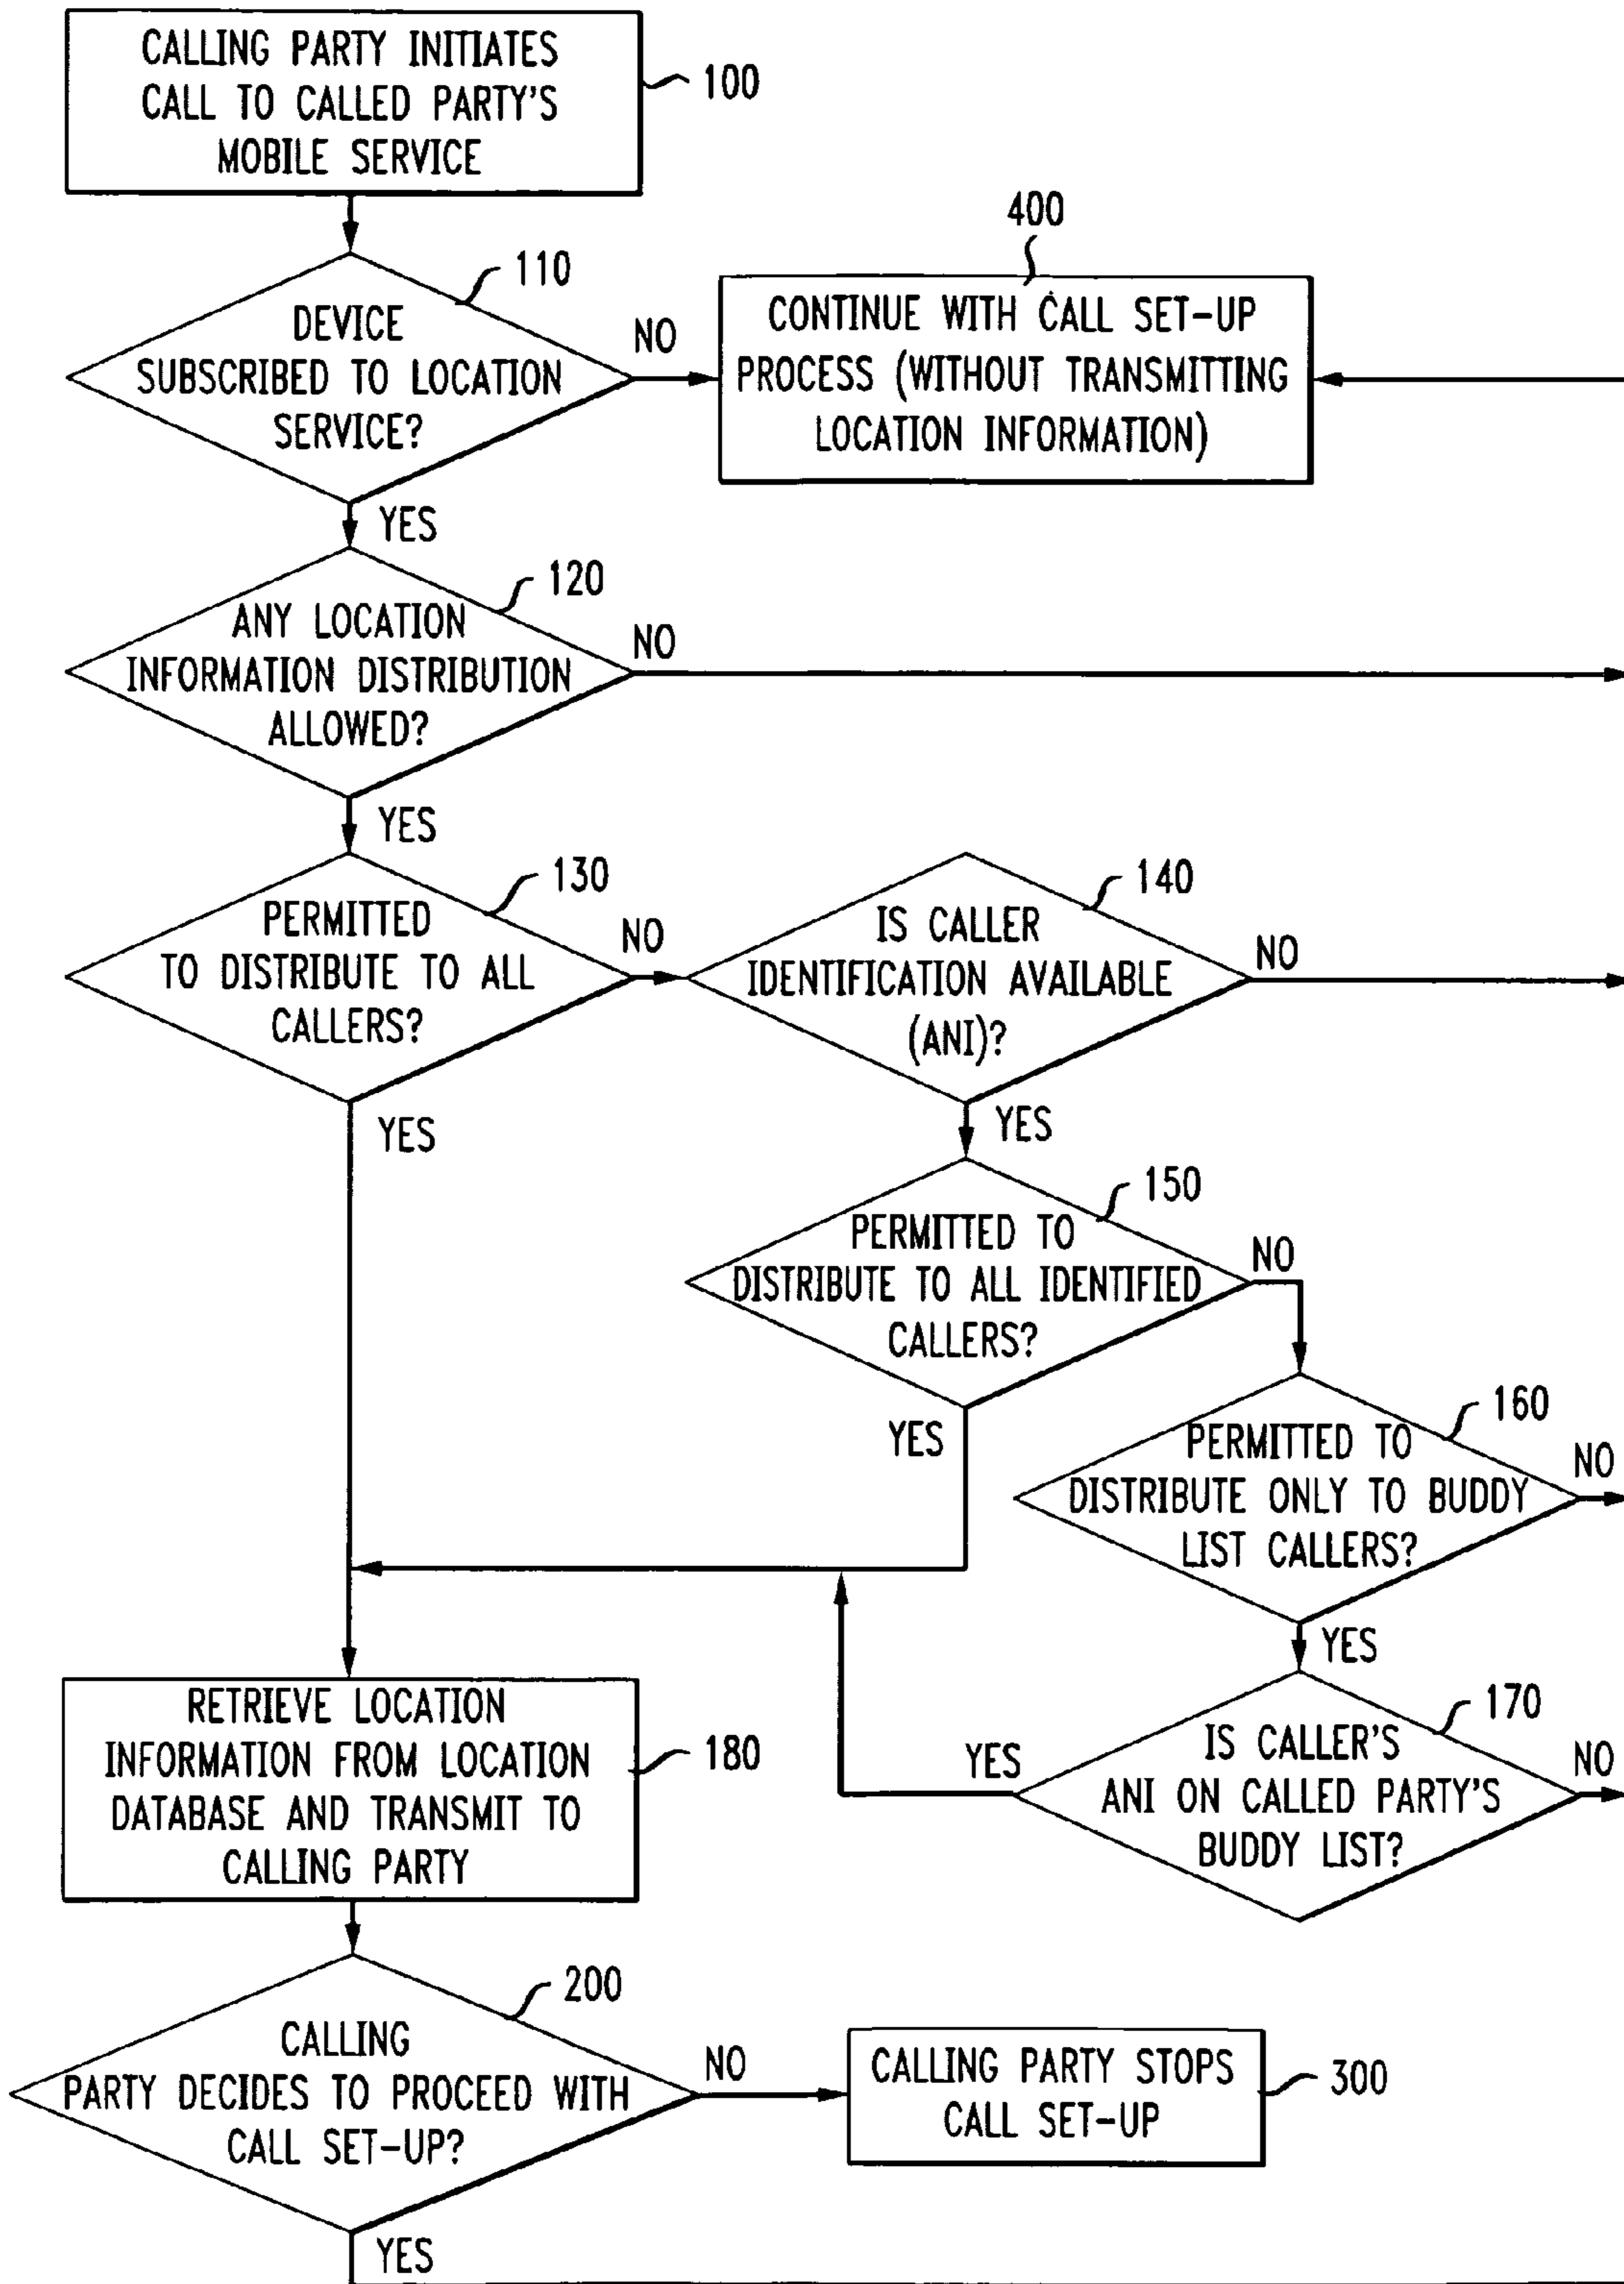 CALLING PARTY INITIATES
CALL TO CALLED PARTY'S
MOBILE SERVICE
100
110
DEVICE
SUBSCRIBED TO LOCATION
SERVICE?
NO
YES
400
CONTINUE WITH CALL SET-UP
PROCESS (WITHOUT TRANSMITTING
LOCATION INFORMATION)
120
ANY LOCATION
INFORMATION DISTRIBUTION
ALLOWED?
NO
YES
130
PERMITTED
TO DISTRIBUTE TO ALL
CALLERS?
NO
YES
140
IS CALLER
IDENTIFICATION AVAILABLE
(ANI)?
NO
YES
150
PERMITTED TO
DISTRIBUTE TO ALL IDENTIFIED
CALLERS?
NO
YES
160
PERMITTED TO
DISTRIBUTE ONLY TO BUDDY
LIST CALLERS?
NO
YES
170
IS CALLER'S
ANI ON CALLED PARTY'S
BUDDY LIST?
NO
YES
RETRIEVE LOCATION
INFORMATION FROM LOCATION
DATABASE AND TRANSMIT TO
CALLING PARTY
180
200
CALLING
PARTY DECIDES TO PROCEED WITH
CALL SET-UP?
NO
YES
CALLING PARTY STOPS
CALL SET-UP
300